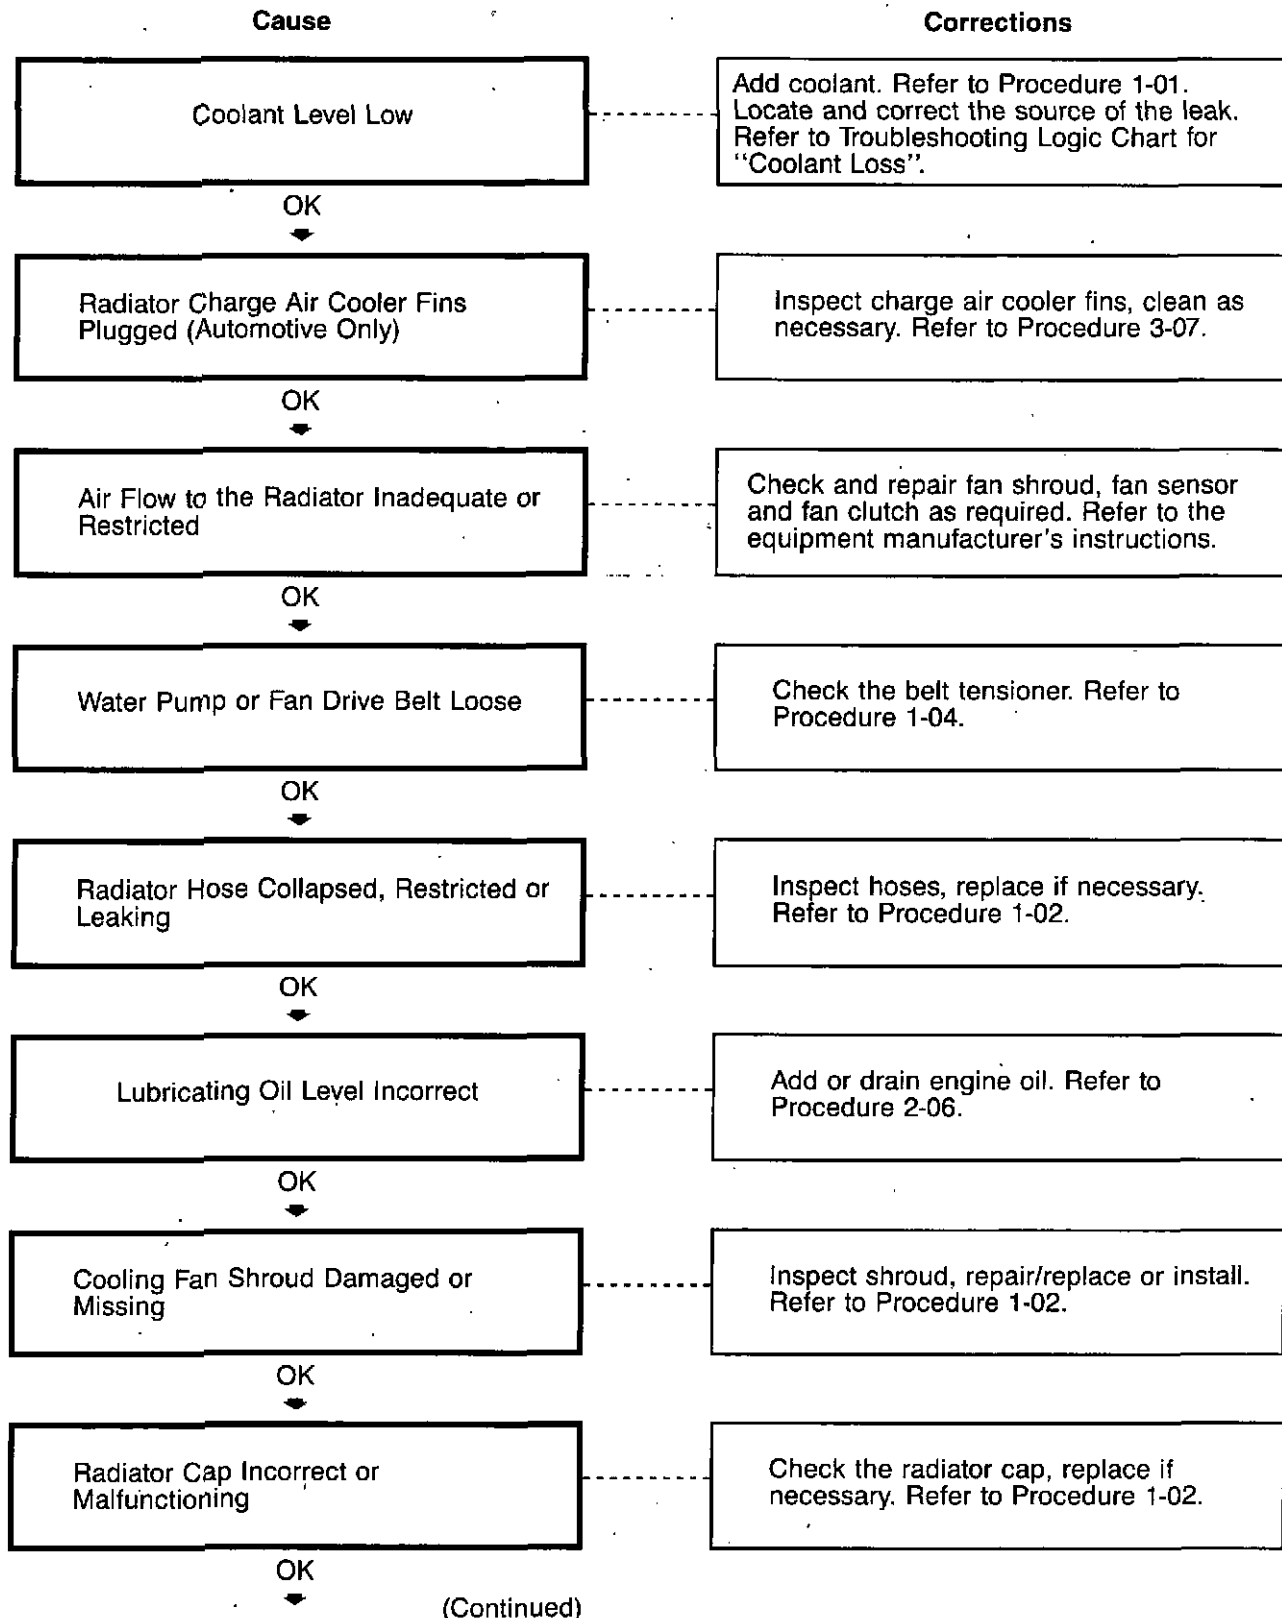 Cause
Corrections
Coolant Level Low
Add coolant. Refer to Procedure 1-01.
Locate and correct the source of the leak.
Refer to Troubleshooting Logic Chart for
"Coolant Loss".
OK
Radiator Charge Air Cooler Fins
Plugged (Automotive Only)
Inspect charge air cooler fins, clean as
necessary. Refer to Procedure 3-07.
OK
Air Flow to the Radiator Inadequate or
Restricted
Check and repair fan shroud, fan sensor
and fan clutch as required. Refer to the
equipment manufacturer's instructions.
OK
Water Pump or Fan Drive Belt Loose
Check the belt tensioner. Refer to
Procedure 1-04.
OK
Radiator Hose Collapsed, Restricted or
Leaking
Inspect hoses, replace if necessary.
Refer to Procedure 1-02.
OK
Lubricating Oil Level Incorrect
Add or drain engine oil. Refer to
Procedure 2-06.
OK
Cooling Fan Shroud Damaged or
Missing
Inspect shroud, repair/replace or install.
Refer to Procedure 1-02.
OK
Radiator Cap Incorrect or
Malfunctioning
Check the radiator cap, replace if
necessary. Refer to Procedure 1-02.
OK
(Continued)